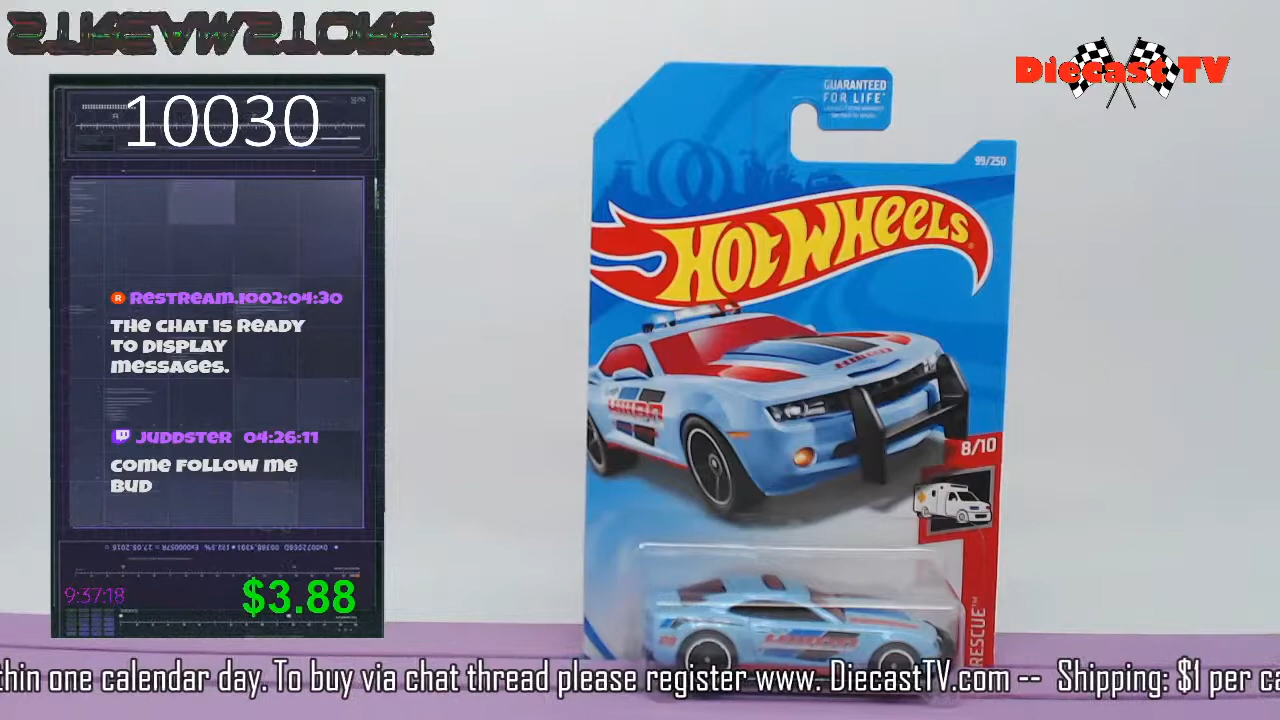 Diecast TV
10030
RESTREAM.IO 02:04:30
THE CHAT IS READY
TO DISPLAY
MESSAGES.
JUDDSTER 04:26:11
COME FOLLOW ME
BUD
9:37:18
$3.88
GUARANTEED
FOR LIFE
99/250
HOT WHEELS
8/10
RESCUE™
thin one calendar day. To buy via chat thread please register www. DiecastTV.com -- Shipping: $1 per ca